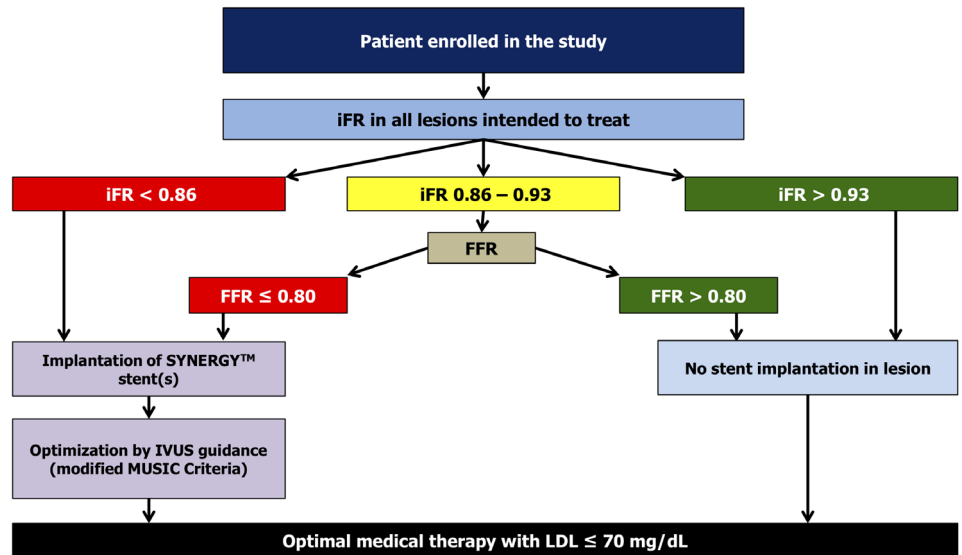 Patient enrolled in the study
iFR in all lesions intended to treat
iFR < 0.86
iFR 0.86 – 0.93
iFR > 0.93
FFR
FFR ≤ 0.80
FFR > 0.80
Implantation of SYNERGY™
stent(s)
No stent implantation in lesion
Optimization by IVUS guidance
(modified MUSIC Criteria)
Optimal medical therapy with LDL ≤ 70 mg/dL